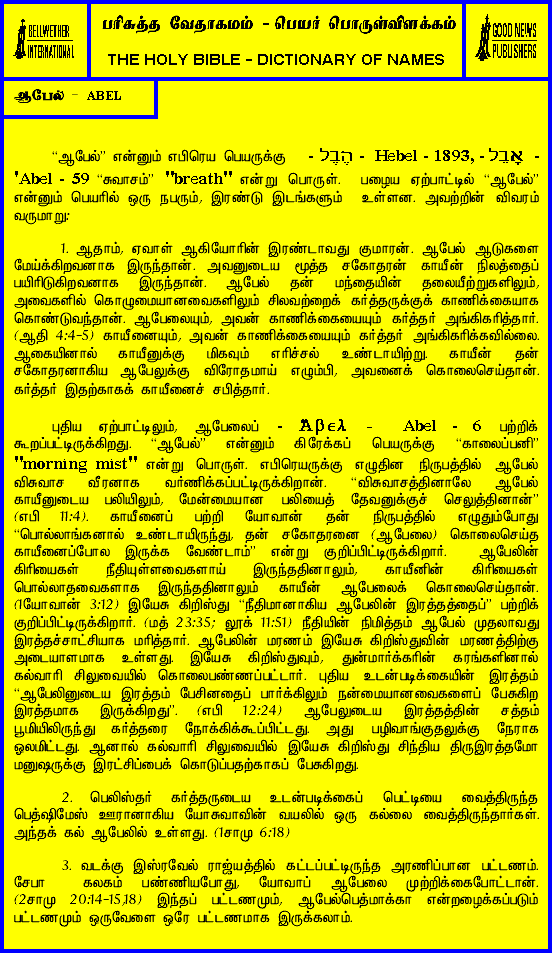 BELLWETHER
INTERNATIONAL
பரிசுத்த வேதாகமம் - பெயர் பொருள்விளக்கம்
THE HOLY BIBLE - DICTIONARY OF NAMES
GOOD NEWS
PUBLISHERS
ஆபேல் - ABEL
“ஆபேல்” என்னும் எபிரெய பெயருக்கு - הֶבֶל - Hebel - 1893, - אָבֵל -
'Abel - 59 “சுவாசம்” "breath" என்று பொருள். பழைய ஏற்பாட்டில் “ஆபேல்”
என்னும் பெயரில் ஒரு நபரும், இரண்டு இடங்களும் உள்ளன. அவற்றின் விவரம்
வருமாறு:
1. ஆதாம், ஏவாள் ஆகியோரின் இரண்டாவது குமாரன். ஆபேல் ஆடுகளை
மேய்க்கிறவனாக இருந்தான். அவனுடைய மூத்த சகோதரன் காயீன் நிலத்தைப்
பயிரிடுகிறவனாக இருந்தான். ஆபேல் தன் மந்தையின் தலையீற்றுகளிலும்,
அவைகளில் கொழுமையானவைகளிலும் சிலவற்றைக் கர்த்தருக்குக் காணிக்கையாக
கொண்டுவந்தான். ஆபேலையும், அவன் காணிக்கையையும் கர்த்தர் அங்கிகரித்தார்.
(ஆதி 4:4-5) காயீனையும், அவன் காணிக்கையையும் கர்த்தர் அங்கிகரிக்கவில்லை.
ஆகையினால் காயீனுக்கு மிகவும் எரிச்சல் உண்டாயிற்று. காயீன் தன்
சகோதரனாகிய ஆபேலுக்கு விரோதமாய் எழும்பி, அவனைக் கொலைசெய்தான்.
கர்த்தர் இதற்காகக் காயீனைச் சபித்தார்.
புதிய ஏற்பாட்டிலும், ஆபேலைப் - Ἄβελ - Abel - 6 பற்றிக்
கூறப்பட்டிருக்கிறது. “ஆபேல்” என்னும் கிரேக்கப் பெயருக்கு “காலைப்பனி”
"morning mist" என்று பொருள். எபிரெயருக்கு எழுதின நிருபத்தில் ஆபேல்
விசுவாச வீரனாக வர்ணிக்கப்பட்டிருக்கிறான். “விசுவாசத்தினாலே ஆபேல்
காயீனுடைய பலியிலும், மேன்மையான பலியைத் தேவனுக்குச் செலுத்தினான்”
(எபி 11:4). காயீனைப் பற்றி யோவான் தன் நிருபத்தில் எழுதும்போது
“பொல்லாங்கனால் உண்டாயிருந்து, தன் சகோதரனை (ஆபேலை) கொலைசெய்த
காயீனைப்போல இருக்க வேண்டாம்” என்று குறிப்பிட்டிருக்கிறார். ஆபேலின்
கிரியைகள் நீதியுள்ளவைகளாய் இருந்ததினாலும், காயீனின் கிரியைகள்
பொல்லாதவைகளாக இருந்ததினாலும் காயீன் ஆபேலைக் கொலைசெய்தான்.
(1யோவான் 3:12) இயேசு கிறிஸ்து “நீதிமானாகிய ஆபேலின் இரத்தத்தைப்” பற்றிக்
குறிப்பிட்டிருக்கிறார். (மத் 23:35; லூக் 11:51) நீதியின் நிமித்தம் ஆபேல் முதலாவது
இரத்தச்சாட்சியாக மரித்தார். ஆபேலின் மரணம் இயேசு கிறிஸ்துவின் மரணத்திற்கு
அடையாளமாக உள்ளது. இயேசு கிறிஸ்துவும், துன்மார்க்கரின் கரங்களினால்
கல்வாரி சிலுவையில் கொலைபண்ணப்பட்டார். புதிய உடன்படிக்கையின் இரத்தம்
“ஆபேலினுடைய இரத்தம் பேசினதைப் பார்க்கிலும் நன்மையானவைகளைப் பேசுகிற
இரத்தமாக இருக்கிறது”. (எபி 12:24) ஆபேலுடைய இரத்தத்தின் சத்தம்
பூமியிலிருந்து கர்த்தரை நோக்கிக்கூப்பிட்டது. அது பழிவாங்குதலுக்கு நேராக
ஓலமிட்டது. ஆனால் கல்வாரி சிலுவையில் இயேசு கிறிஸ்து சிந்திய திருஇரத்தமோ
மனுஷருக்கு இரட்சிப்பைக் கொடுப்பதற்காகப் பேசுகிறது.
2. பெலிஸ்தர் கர்த்தருடைய உடன்படிக்கைப் பெட்டியை வைத்திருந்த
பெத்ஷிமேஸ் ஊரானாகிய யோசுவாவின் வயலில் ஒரு கல்லை வைத்திருந்தார்கள்.
அந்தக் கல் ஆபேலில் உள்ளது. (1சாமு 6:18)
3. வடக்கு இஸ்ரவேல் ராஜ்யத்தில் கட்டப்பட்டிருந்த அரணிப்பான பட்டணம்.
சேபா கலகம் பண்ணியபோது, யோவாப் ஆபேலை முற்றிக்கைபோட்டான்.
(2சாமு 20:14-15,18) இந்தப் பட்டணமும், ஆபேல்பெத்மாக்கா என்றழைக்கப்படும்
பட்டணமும் ஒருவேளை ஒரே பட்டணமாக இருக்கலாம்.